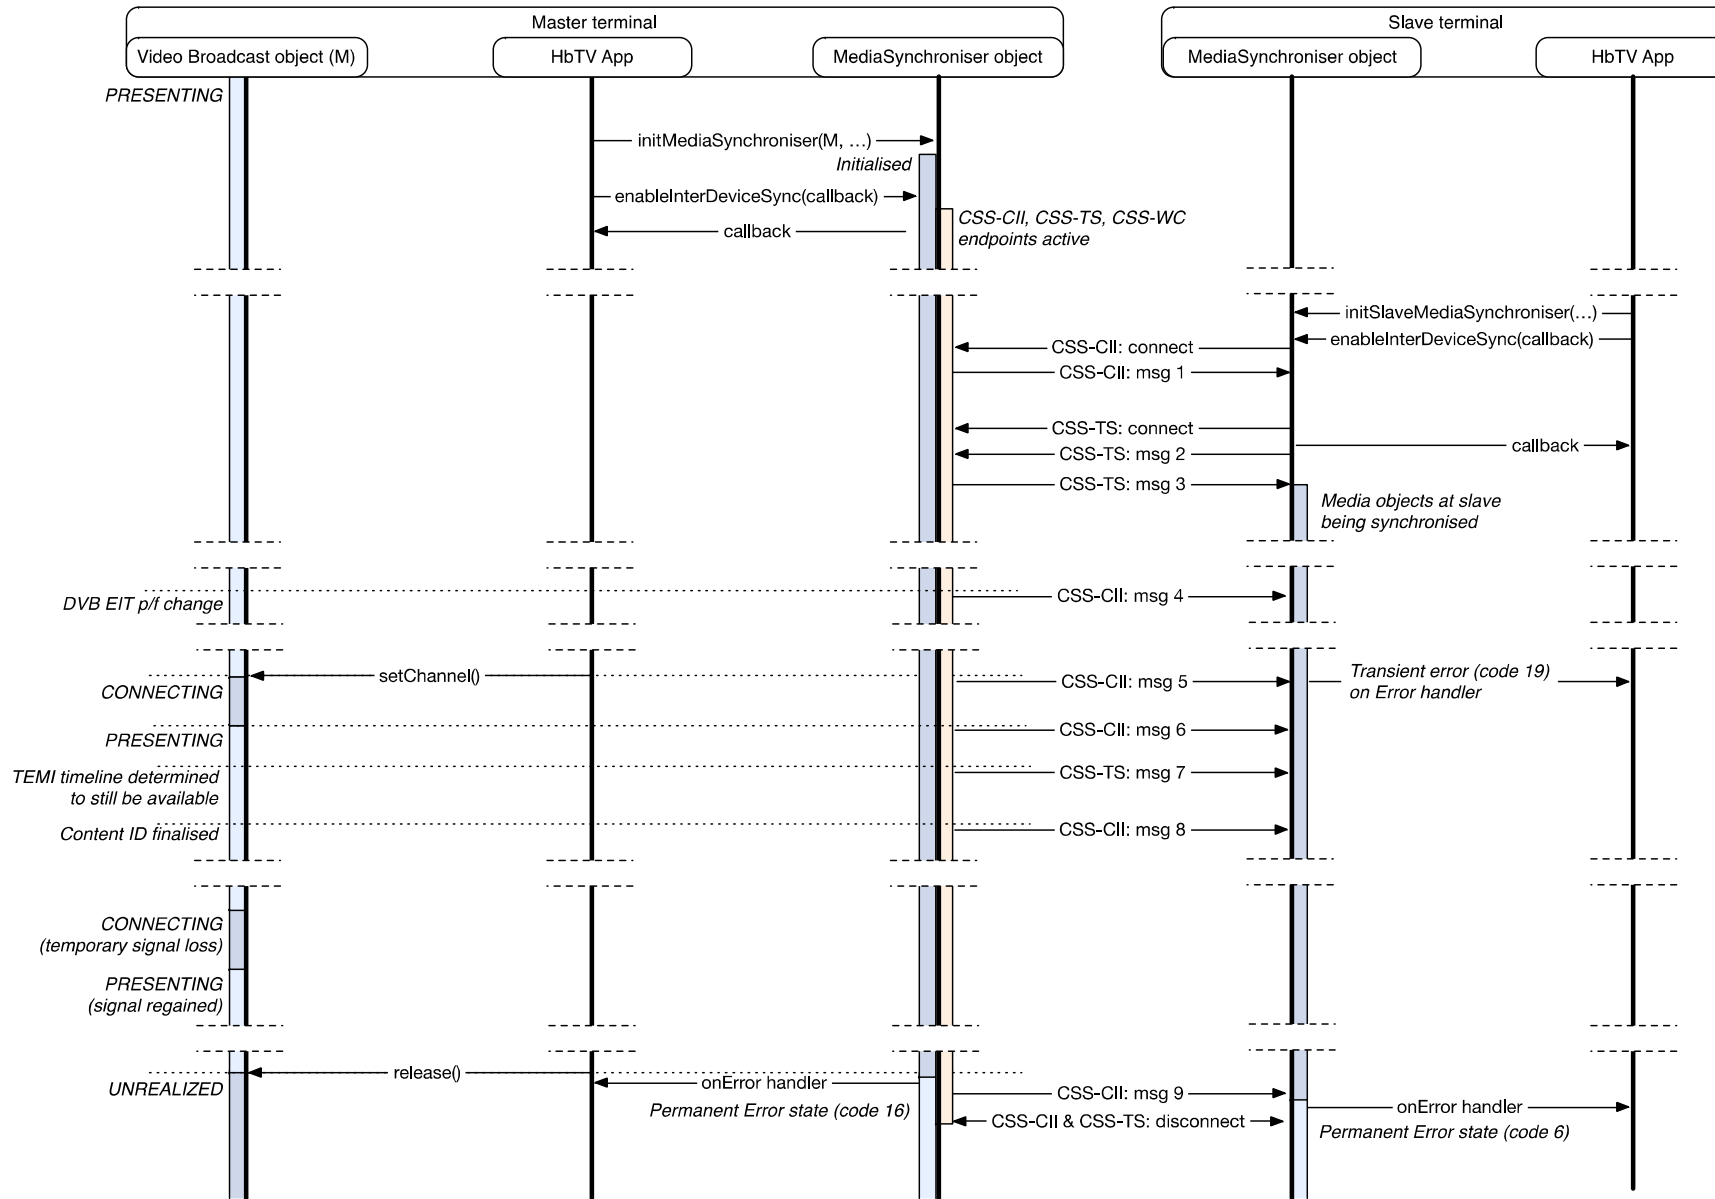 Master terminal
Slave terminal
Video Broadcast object (M)
HbTV App
MediaSynchroniser object
MediaSynchroniser object
HbTV App
PRESENTING
initMediaSynchroniser(M, …)
Initialised
enableInterDeviceSync(callback)
CSS-CII, CSS-TS, CSS-WC
endpoints active
callback
initSlaveMediaSynchroniser(…)
enableInterDeviceSync(callback)
CSS-CII: connect
CSS-CII: msg 1
CSS-TS: connect
callback
CSS-TS: msg 2
CSS-TS: msg 3
Media objects at slave
being synchronised
DVB EIT p/f change
CSS-CII: msg 4
setChannel()
CONNECTING
CSS-CII: msg 5
Transient error (code 19)
on Error handler
PRESENTING
CSS-CII: msg 6
TEMI timeline determined
to still be available
CSS-TS: msg 7
Content ID finalised
CSS-CII: msg 8
CONNECTING
(temporary signal loss)
PRESENTING
(signal regained)
release()
UNREALIZED
onError handler
Permanent Error state (code 16)
CSS-CII: msg 9
CSS-CII & CSS-TS: disconnect
onError handler
Permanent Error state (code 6)